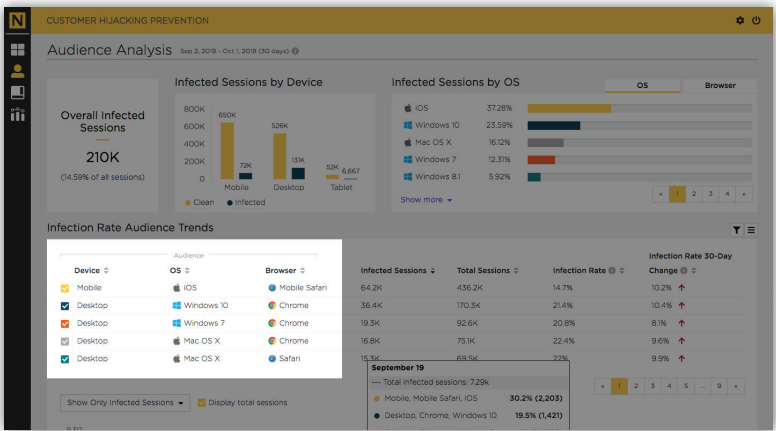 N CUSTOMER HIJACKING PREVENTION
Audience Analysis Sep 2, 2018 - Oct 1, 2018 (30 days)
Overall Infected
Sessions
210K
(14.59% of all sessions)
Infected Sessions by Device
800K
600K
400K
200K
0
650K
72K
526K
131K
52K
6,667
Mobile Desktop Tablet
Clean Infected
Infected Sessions by OS
OS Browser
iOS 37.28%
Windows 10 23.59%
Mac OS X 16.12%
Windows 7 12.31%
Windows 8.1 5.92%
Show more
« 1 2 3 4 »
Infection Rate Audience Trends
Audience
Device OS Browser Infected Sessions Total Sessions Infection Rate Infection Rate 30-Day
Change
Mobile iOS Mobile Safari 64.2K 436.2K 14.7% 10.2%
Desktop Windows 10 Chrome 36.4K 170.3K 21.4% 10.4%
Desktop Windows 7 Chrome 19.3K 92.6K 20.8% 8.1%
Desktop Mac OS X Chrome 16.8K 75.1K 22.4% 9.6%
Desktop Mac OS X Safari 15.3K 69.5K 22% 9.9%
« 1 2 3 4 5 ... 9 »
Show Only Infected Sessions Display total sessions
September 19
--- Total infected sessions: 7.29k
Mobile, Mobile Safari, iOS 30.2% (2,203)
Desktop, Chrome, Windows 10 19.5% (1,421)